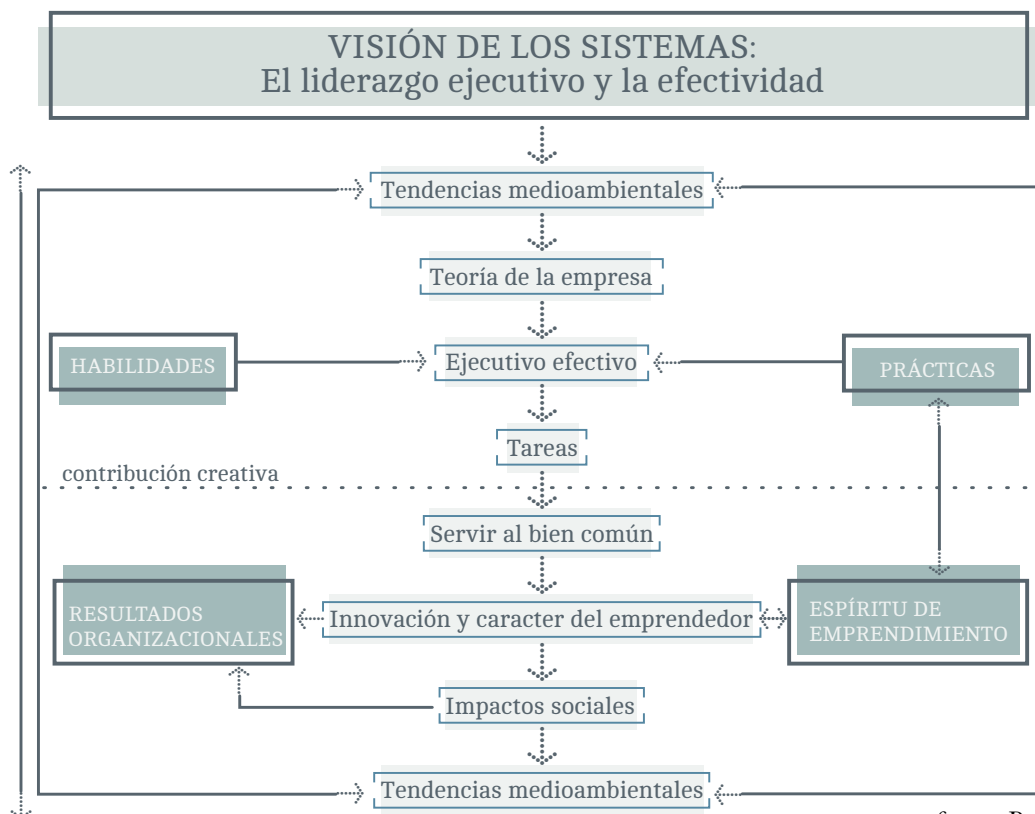 VISIÓN DE LOS SISTEMAS:
El liderazgo ejecutivo y la efectividad
Tendencias medioambientales
Teoría de la empresa
HABILIDADES
Ejecutivo efectivo
PRÁCTICAS
Tareas
contribución creativa
Servir al bien común
RESULTADOS
ORGANIZACIONALES
Innovación y caracter del emprendedor
ESPÍRITU DE
EMPRENDIMIENTO
Impactos sociales
Tendencias medioambientales